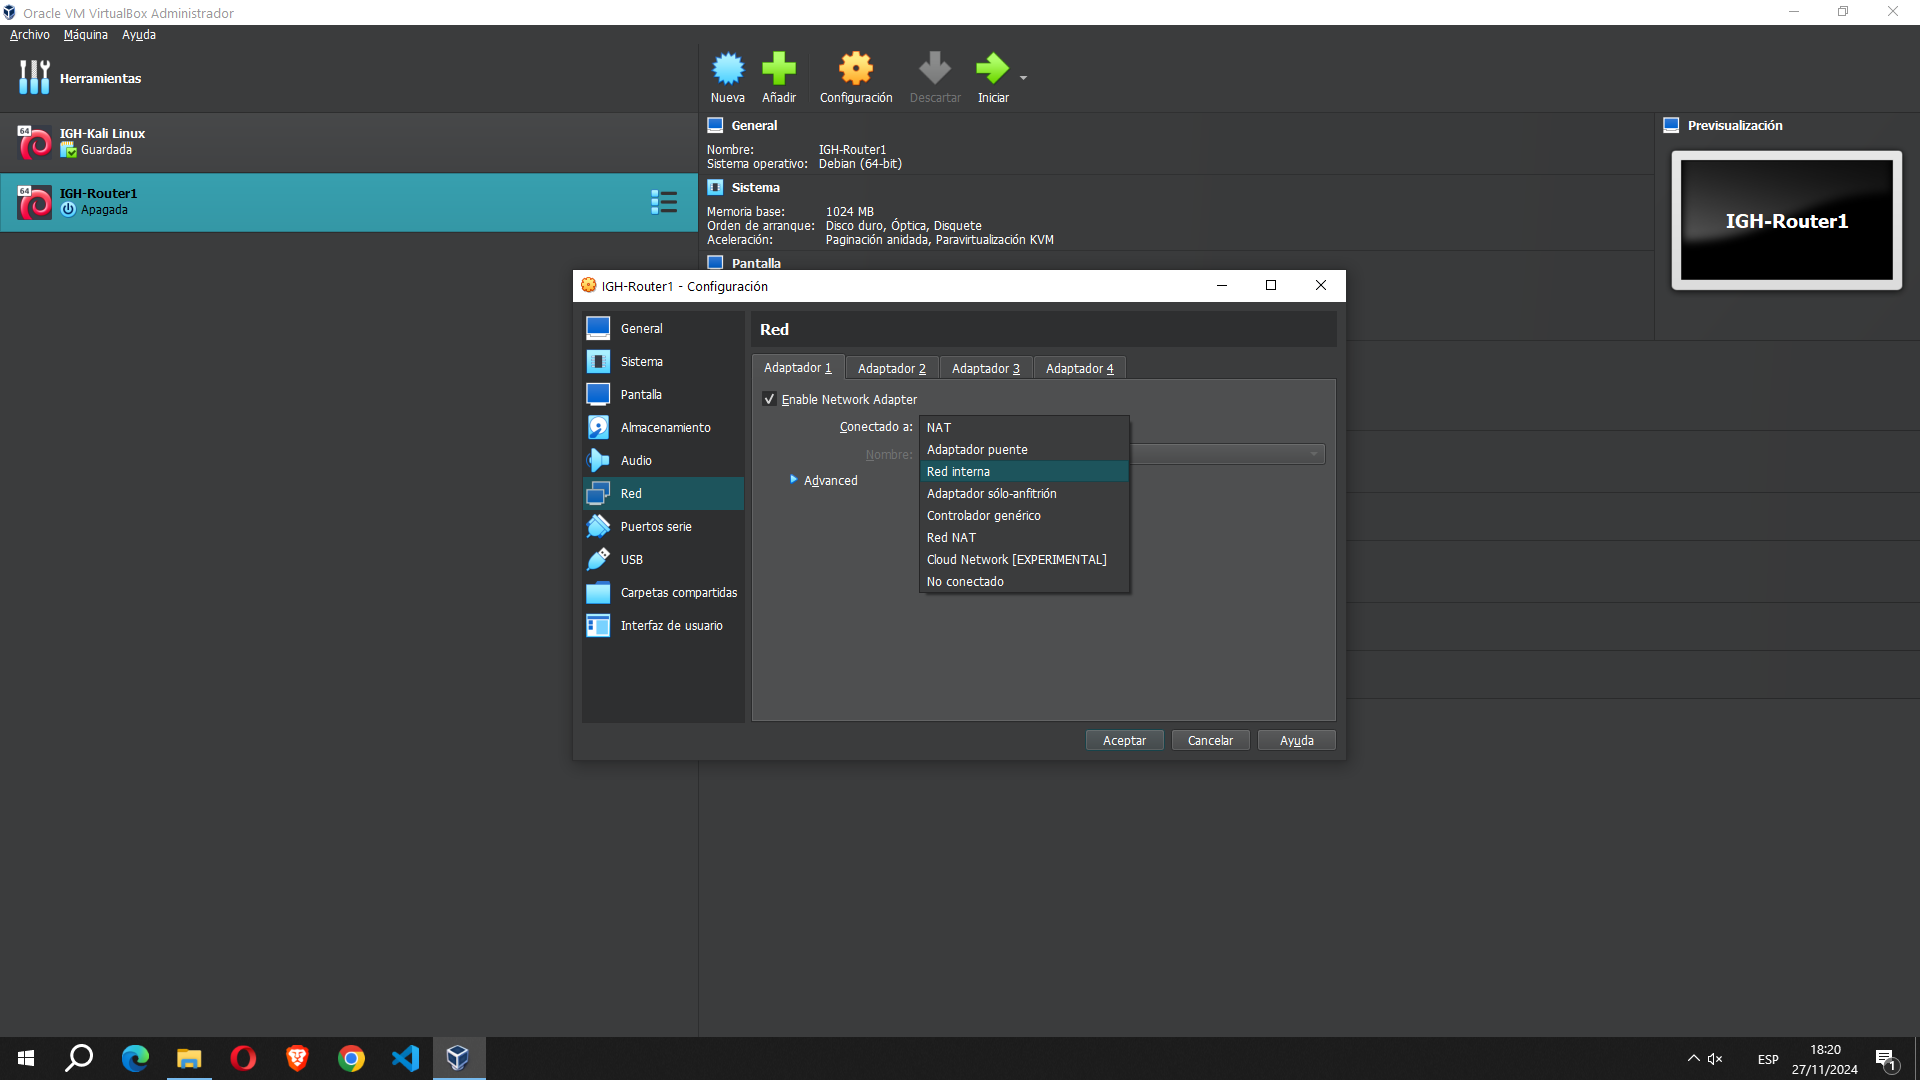 Oracle VM VirtualBox Administrador
Archivo Máquina Ayuda
Herramientas
Nueva Añadir Configuración Descartar Iniciar
64
IGH-Kali Linux
Guardada
64
IGH-Router1
Apagada
General
Nombre: IGH-Router1
Sistema operativo: Debian (64-bit)
Sistema
Memoria base: 1024 MB
Orden de arranque: Disco duro, Óptica, Disquete
Aceleración: Paginación anidada, Paravirtualización KVM
Pantalla
Previsualización
IGH-Router1
IGH-Router1 - Configuración
General
Sistema
Pantalla
Almacenamiento
Audio
Red
Puertos serie
USB
Carpetas compartidas
Interfaz de usuario
Red
Adaptador 1 Adaptador 2 Adaptador 3 Adaptador 4
Enable Network Adapter
Conectado a:
Nombre:
Advanced
NAT
Adaptador puente
Red interna
Adaptador sólo-anfitrión
Controlador genérico
Red NAT
Cloud Network [EXPERIMENTAL]
No conectado
Aceptar Cancelar Ayuda
ESP
18:20
27/11/2024
1